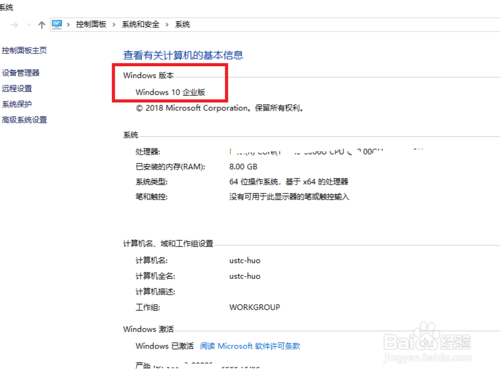 系统
控制面板 › 系统和安全 › 系统
控制面板主页
查看有关计算机的基本信息
Windows 版本
设备管理器
远程设置
Windows 10 企业版
系统保护
© 2018 Microsoft Corporation。保留所有权利。
高级系统设置
系统
处理器:
已安装的内存(RAM): 8.00 GB
系统类型: 64 位操作系统，基于 x64 的处理器
笔和触控: 没有可用于此显示器的笔或触控输入
计算机名、域和工作组设置
计算机名: ustc-huo
计算机全名: ustc-huo
计算机描述:
工作组: WORKGROUP
Windows 激活
Windows 已激活 阅读 Microsoft 软件许可条款
Baidu 经验
jingyan.baidu.com